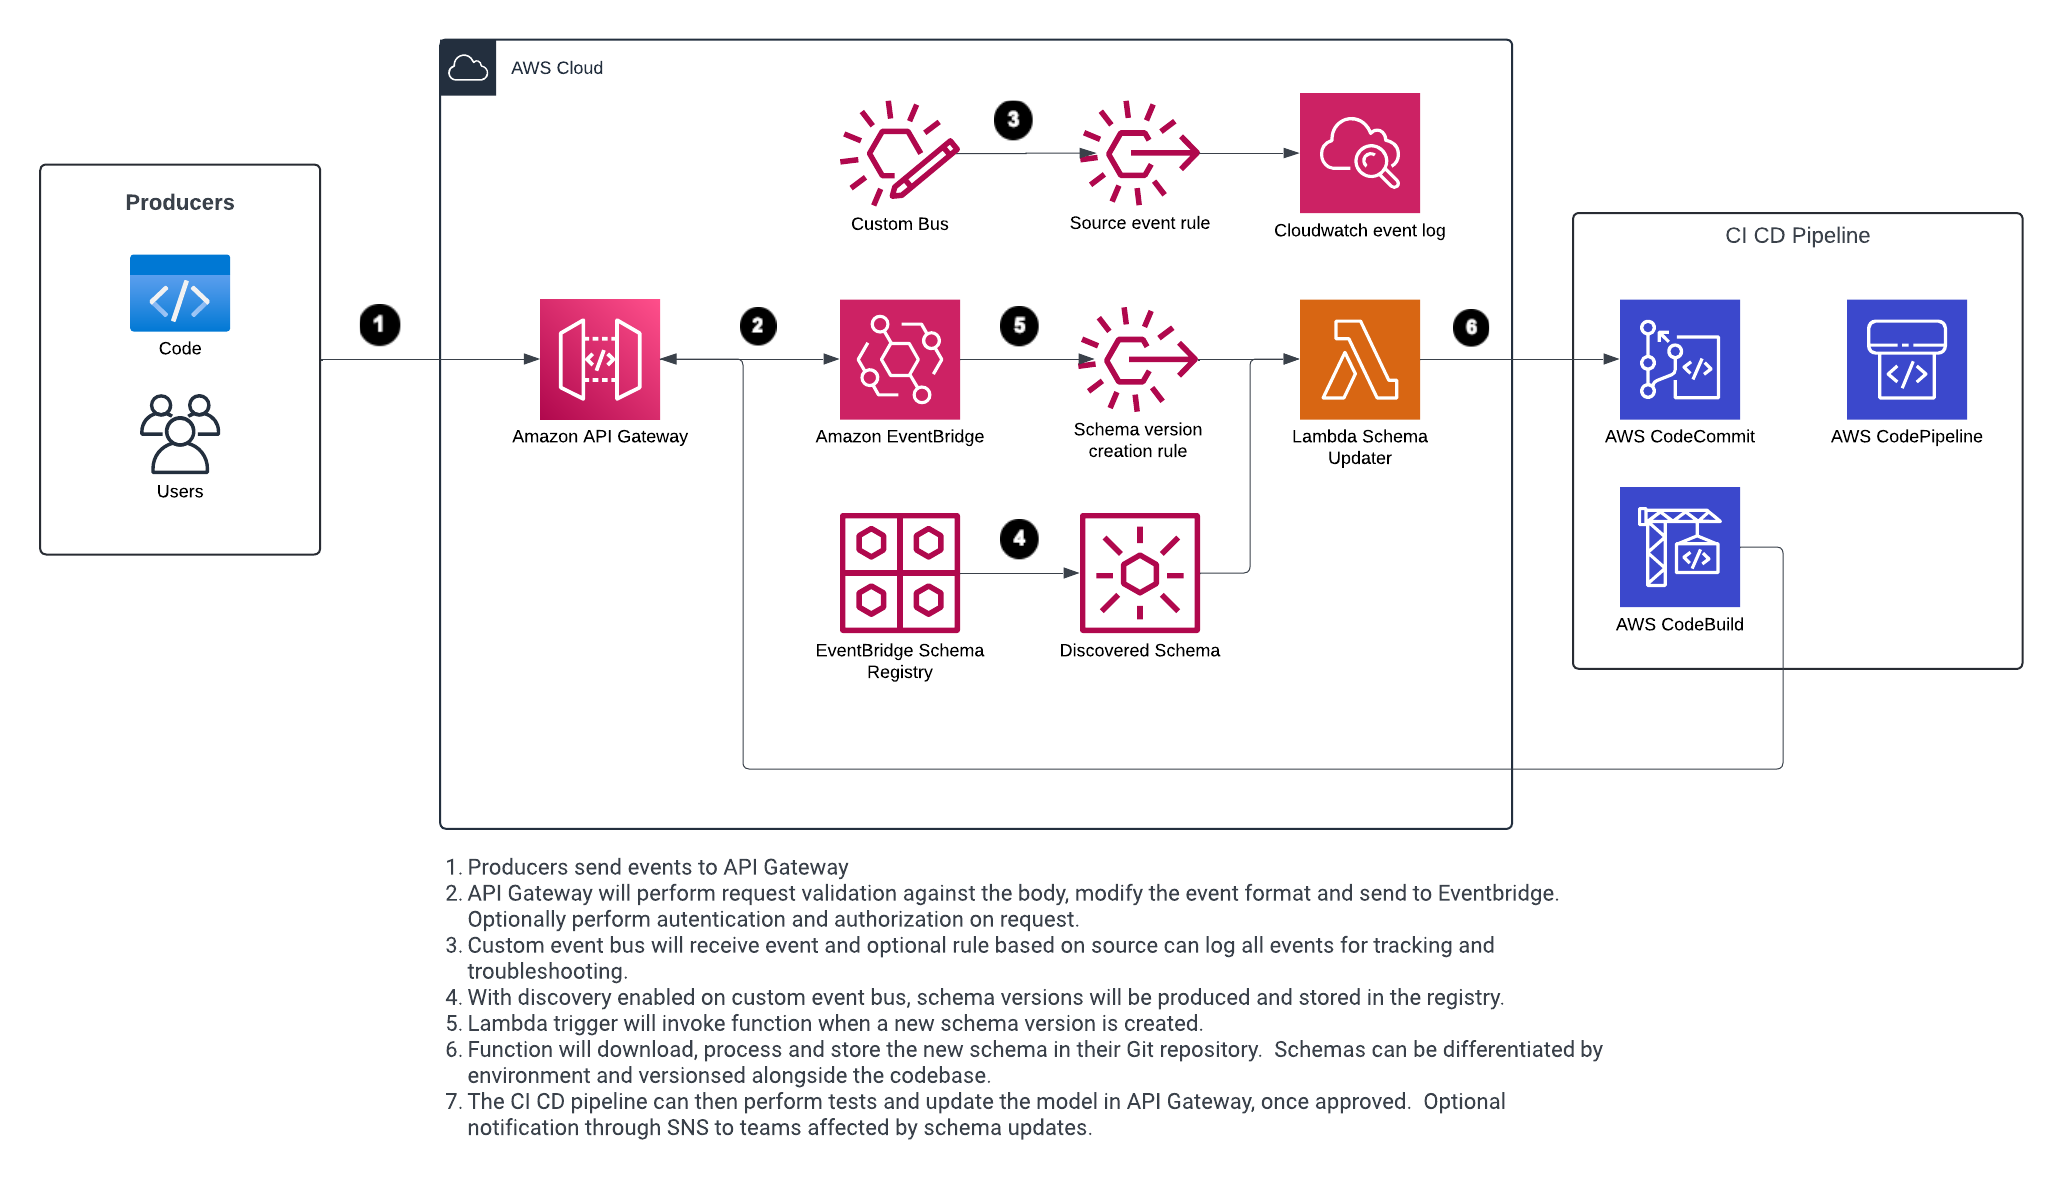 AWS Cloud
3
Custom Bus
Source event rule
Cloudwatch event log
Producers
Code
Users
1
Amazon API Gateway
2
Amazon EventBridge
5
Schema version
creation rule
Lambda Schema
Updater
6
CI CD Pipeline
AWS CodeCommit
AWS CodePipeline
AWS CodeBuild
EventBridge Schema
Registry
4
Discovered Schema
1. Producers send events to API Gateway
2. API Gateway will perform request validation against the body, modify the event format and send to Eventbridge.
Optionally perform autentication and authorization on request.
3. Custom event bus will receive event and optional rule based on source can log all events for tracking and
troubleshooting.
4. With discovery enabled on custom event bus, schema versions will be produced and stored in the registry.
5. Lambda trigger will invoke function when a new schema version is created.
6. Function will download, process and store the new schema in their Git repository.  Schemas can be differentiated by
environment and versionsed alongside the codebase.
7. The CI CD pipeline can then perform tests and update the model in API Gateway, once approved.  Optional
notification through SNS to teams affected by schema updates.